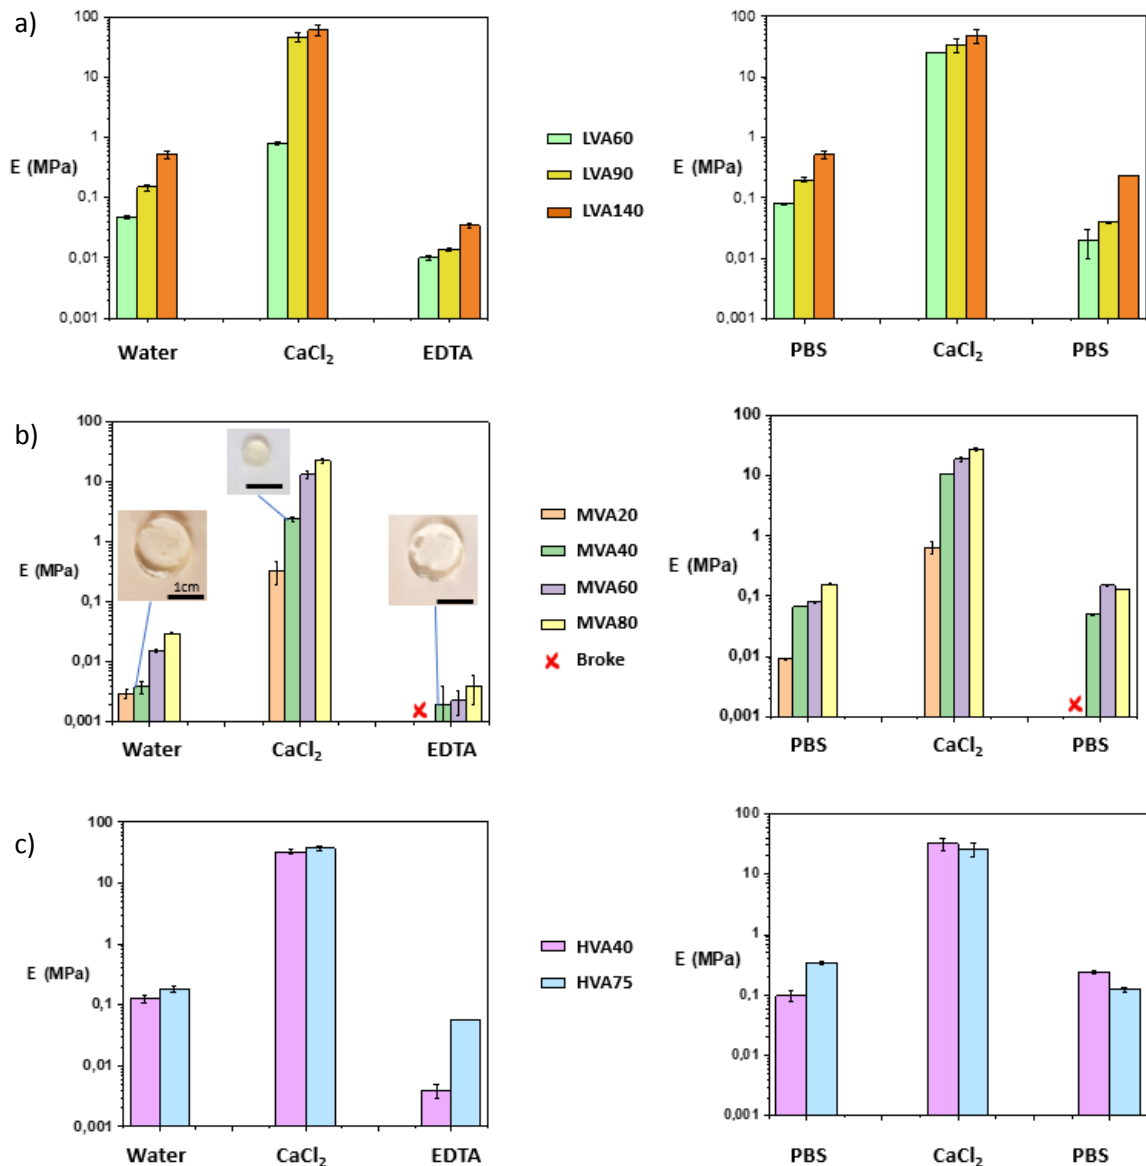 a)
100
10
1
E (MPa)
0,1
0,01
0,001
Water
CaCl₂
EDTA
LVA60
LVA90
LVA140
100
10
1
E (MPa)
0,1
0,01
0,001
PBS
CaCl₂
PBS
b)
100
10
1
E (MPa)
0,1
0,01
0,001
1cm
Water
CaCl₂
EDTA
MVA20
MVA40
MVA60
MVA80
Broke
100
10
1
E (MPa)
0,1
0,01
0,001
PBS
CaCl₂
PBS
c)
100
10
1
E (MPa)
0,1
0,01
0,001
Water
CaCl₂
EDTA
HVA40
HVA75
100
10
1
E (MPa)
0,1
0,01
0,001
PBS
CaCl₂
PBS